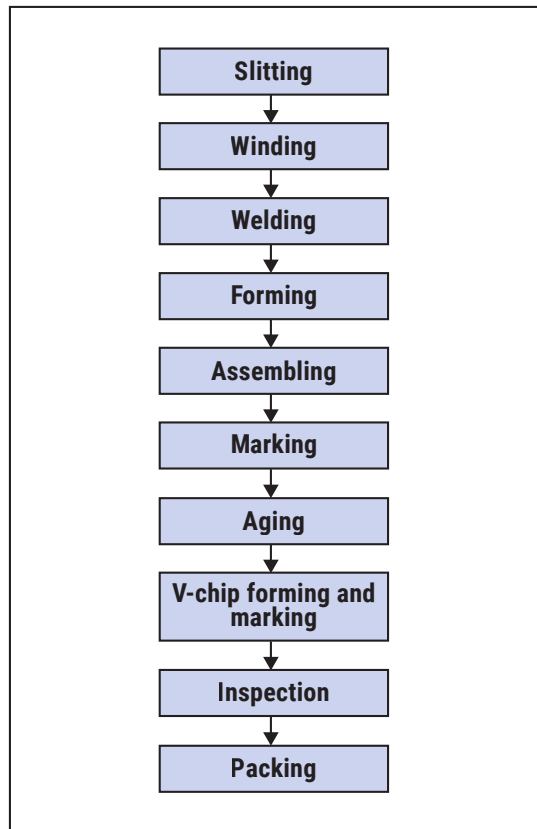 Slitting
Winding
Welding
Forming
Assembling
Marking
Aging
V-chip forming and
marking
Inspection
Packing